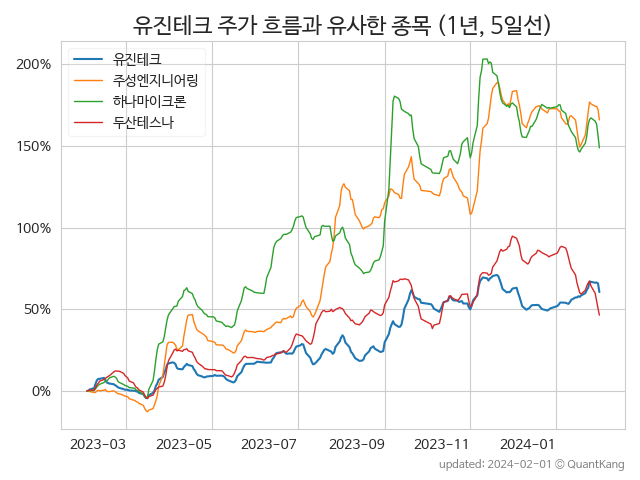 유진테크 주가 흐름과 유사한 종목 (1년, 5일선)
유진테크
주성엔지니어링
하나마이크론
두산테스나
200%
150%
100%
50%
0%
2023-03 2023-05 2023-07 2023-09 2023-11 2024-01
updated: 2024-02-01 © QuantKang